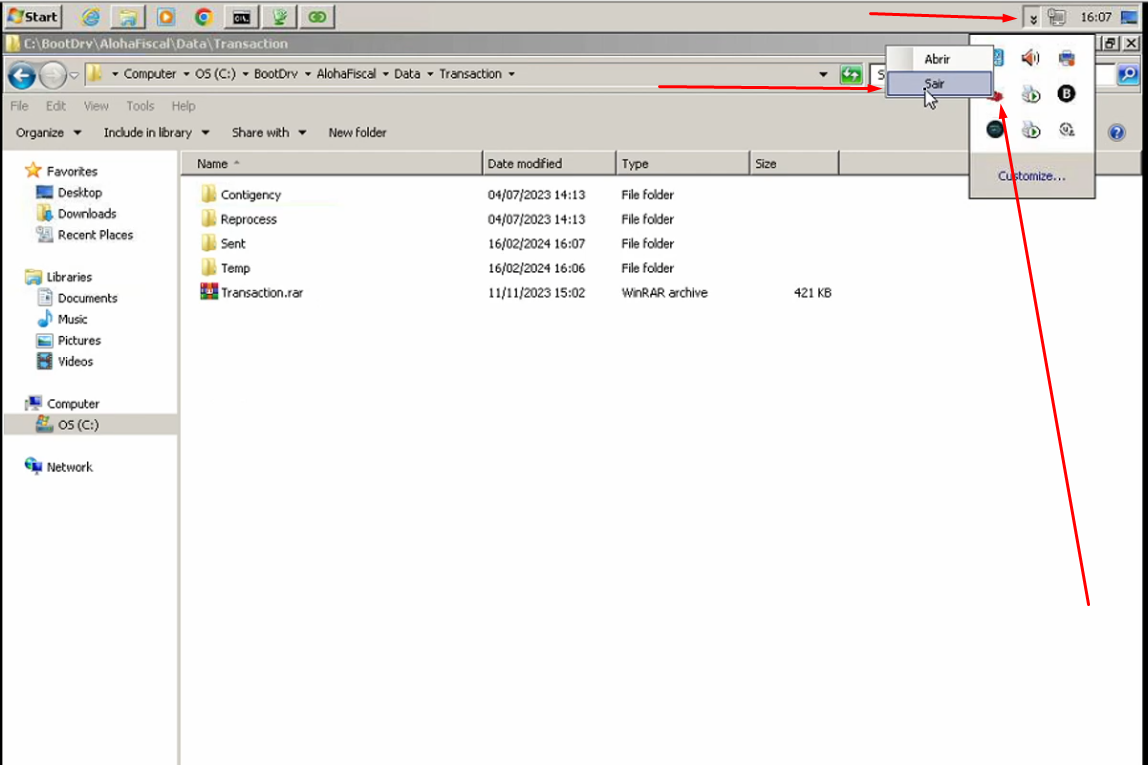 Start
16:07
C:\BootDrv\AlohaFiscal\Data\Transaction
Computer OS (C:) BootDrv AlohaFiscal Data Transaction
S
Abrir
Sair
File Edit View Tools Help
Organize Include in library Share with New folder
Customize...
Name Date modified Type Size
Favorites
Desktop
Downloads
Recent Places
Libraries
Documents
Music
Pictures
Videos
Computer
OS (C:)
Network
Contigency 04/07/2023 14:13 File folder
Reprocess 04/07/2023 14:13 File folder
Sent 16/02/2024 16:07 File folder
Temp 16/02/2024 16:06 File folder
Transaction.rar 11/11/2023 15:02 WinRAR archive 421 KB